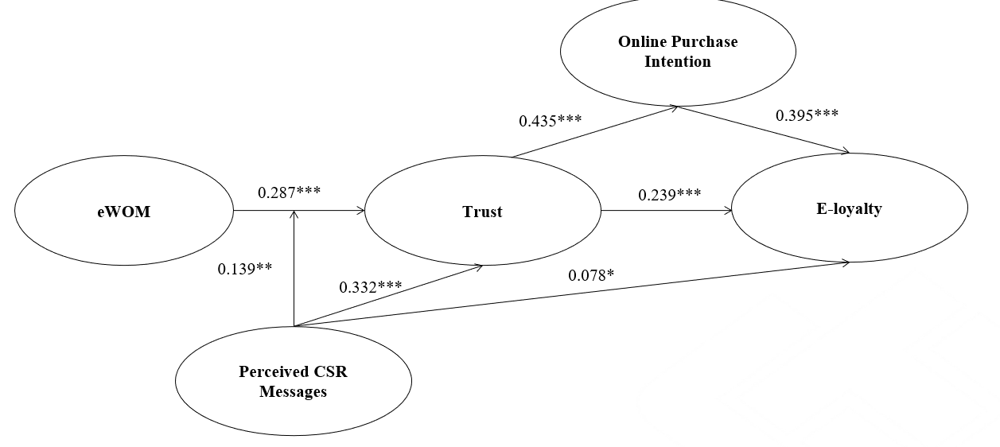 Online Purchase
Intention
0.435***
0.395***
0.287***
0.239***
eWOM
Trust
E-loyalty
0.139**
0.332***
0.078*
Perceived CSR
Messages